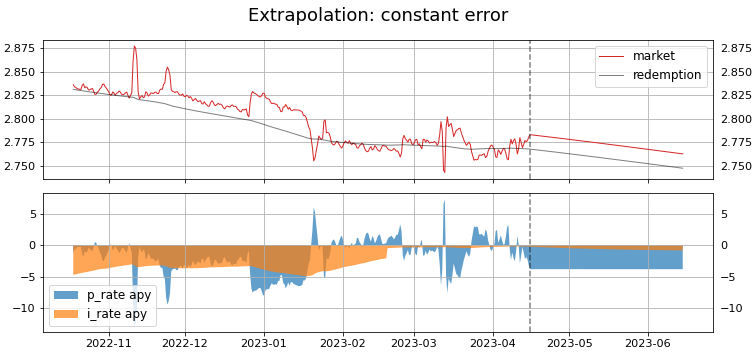 Extrapolation: constant error
2.875 2.875
2.850 2.850
2.825 2.825
2.800 2.800
2.775 2.775
2.750 2.750
market
redemption
5 5
0 0
−5 −5
−10 −10
p_rate apy
i_rate apy
2022-11 2022-12 2023-01 2023-02 2023-03 2023-04 2023-05 2023-06